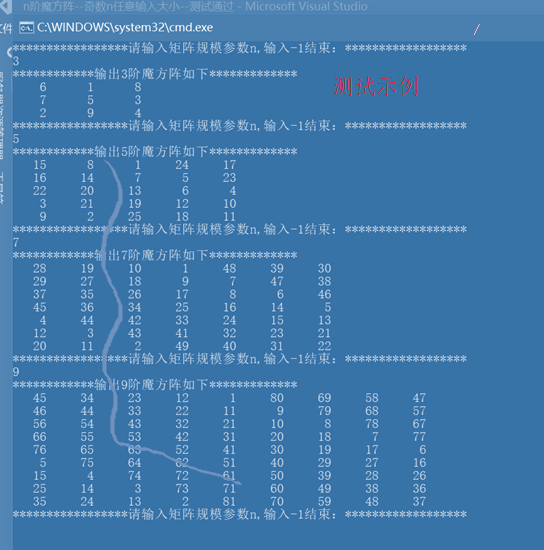 n阶魔方阵--奇数n任意输入大小--测试通过 - Microsoft Visual Studio
文件
C:\WINDOWS\system32\cmd.exe
*****************请输入矩阵规模参数n,输入-1结束: ******************
3
************输出3阶魔方阵如下*************
6 1 8
7 5 3
2 9 4
测试示例
*****************请输入矩阵规模参数n,输入-1结束: ******************
5
************输出5阶魔方阵如下*************
15 8 1 24 17
16 14 7 5 23
22 20 13 6 4
3 21 19 12 10
9 2 25 18 11
*****************请输入矩阵规模参数n,输入-1结束: ******************
7
************输出7阶魔方阵如下*************
28 19 10 1 48 39 30
29 27 18 9 7 47 38
37 35 26 17 8 6 46
45 36 34 25 16 14 5
4 44 42 33 24 15 13
12 3 43 41 32 23 21
20 11 2 49 40 31 22
*****************请输入矩阵规模参数n,输入-1结束: ******************
9
************输出9阶魔方阵如下*************
45 34 23 12 1 80 69 58 47
46 44 33 22 11 9 79 68 57
56 54 43 32 21 10 8 78 67
66 55 53 42 31 20 18 7 77
76 65 63 52 41 30 19 17 6
5 75 64 62 51 40 29 27 16
15 4 74 72 61 50 39 28 26
25 14 3 73 71 60 49 38 36
35 24 13 2 81 70 59 48 37
*****************请输入矩阵规模参数n,输入-1结束: ******************